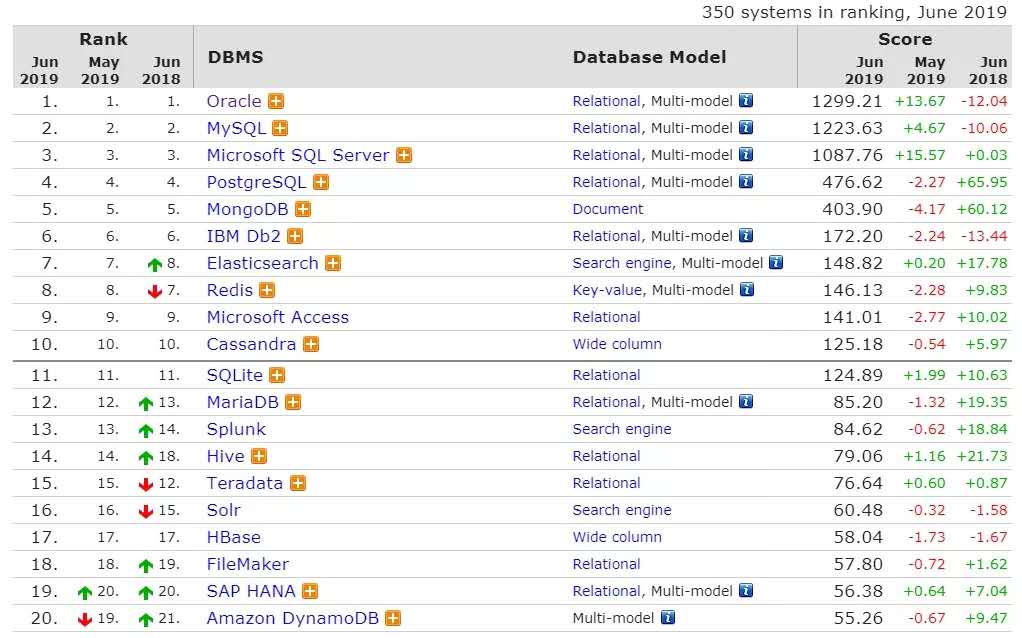 350 systems in ranking, June 2019
Rank DBMS Database Model Score
Jun 2019 May 2019 Jun 2018 Jun 2019 May 2019 Jun 2018
1. 1. 1. Oracle Relational, Multi-model 1299.21 +13.67 -12.04
2. 2. 2. MySQL Relational, Multi-model 1223.63 +4.67 -10.06
3. 3. 3. Microsoft SQL Server Relational, Multi-model 1087.76 +15.57 +0.03
4. 4. 4. PostgreSQL Relational, Multi-model 476.62 -2.27 +65.95
5. 5. 5. MongoDB Document 403.90 -4.17 +60.12
6. 6. 6. IBM Db2 Relational, Multi-model 172.20 -2.24 -13.44
7. 7. 8. Elasticsearch Search engine, Multi-model 148.82 +0.20 +17.78
8. 8. 7. Redis Key-value, Multi-model 146.13 -2.28 +9.83
9. 9. 9. Microsoft Access Relational 141.01 -2.77 +10.02
10. 10. 10. Cassandra Wide column 125.18 -0.54 +5.97
11. 11. 11. SQLite Relational 124.89 +1.99 +10.63
12. 12. 13. MariaDB Relational, Multi-model 85.20 -1.32 +19.35
13. 13. 14. Splunk Search engine 84.62 -0.62 +18.84
14. 14. 18. Hive Relational 79.06 +1.16 +21.73
15. 15. 12. Teradata Relational 76.64 +0.60 +0.87
16. 16. 15. Solr Search engine 60.48 -0.32 -1.58
17. 17. 17. HBase Wide column 58.04 -1.73 -1.67
18. 18. 19. FileMaker Relational 57.80 -0.72 +1.62
19. 20. 20. SAP HANA Relational, Multi-model 56.38 +0.64 +7.04
20. 19. 21. Amazon DynamoDB Multi-model 55.26 -0.67 +9.47